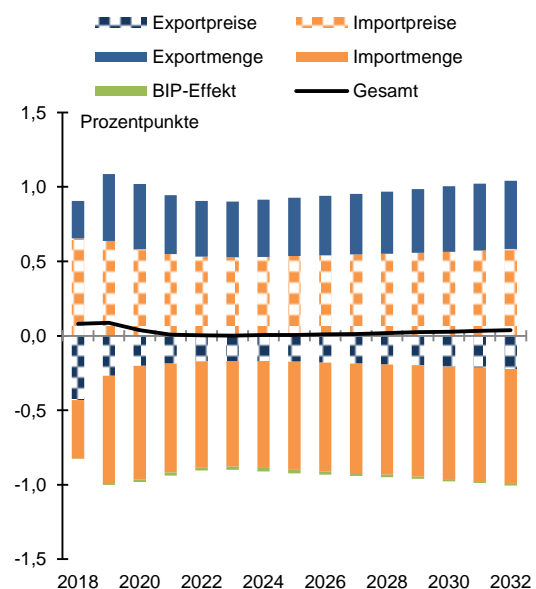 Exportpreise Importpreise
Exportmenge Importmenge
BIP-Effekt Gesamt
1,5
Prozentpunkte
1,0
0,5
0,0
-0,5
-1,0
-1,5
2018 2020 2022 2024 2026 2028 2030 2032